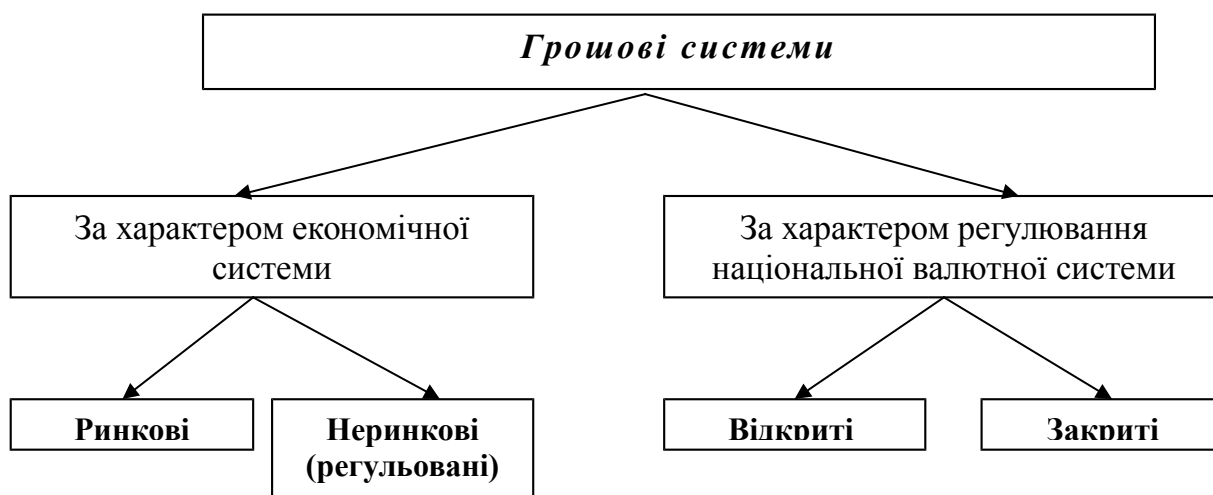 Грошові системи
За характером економічної
системи
За характером регулювання
національної валютної системи
Ринкові
Неринкові
(регульовані)
Відкриті
Закриті